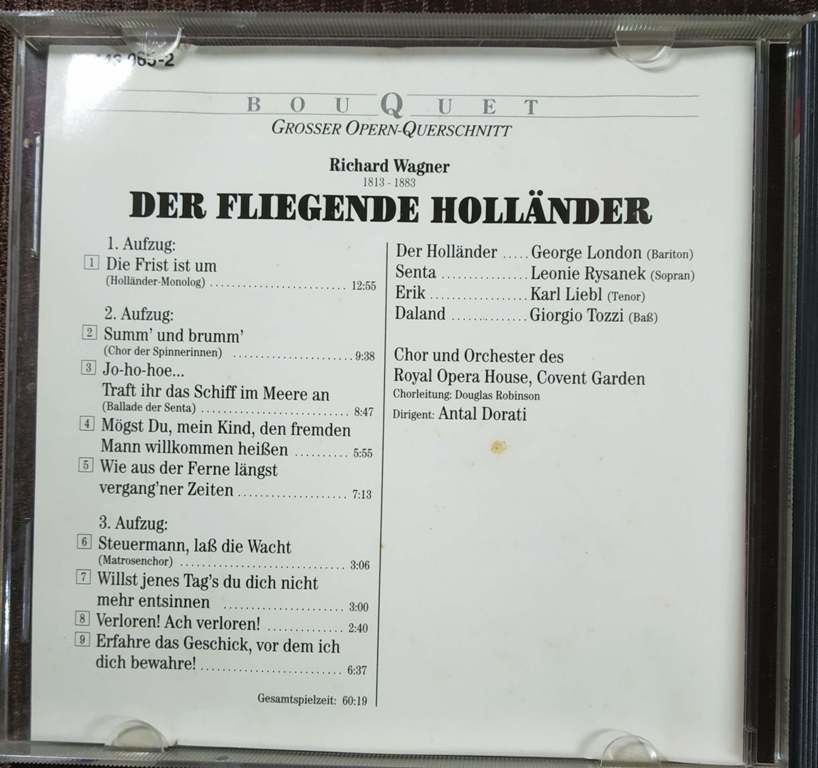 065-2
BOUQUET
GROSSER OPERN-QUERSCHNITT
Richard Wagner
1813 - 1883
DER FLIEGENDE HOLLÄNDER
1. Aufzug:
1 Die Frist ist um
(Holländer-Monolog) ........................ 12:55
2. Aufzug:
2 Summ' und brumm'
(Chor der Spinnerinnen) ..................... 9:38
3 Jo-ho-hoe...
Traft ihr das Schiff im Meere an
(Ballade der Senta) .......................... 8:47
4 Mögst Du, mein Kind, den fremden
Mann willkommen heißen .......... 5:55
5 Wie aus der Ferne längst
vergang'ner Zeiten .................... 7:13
3. Aufzug:
6 Steuermann, laß die Wacht
(Matrosenchor) .............................. 3:06
7 Willst jenes Tag's du dich nicht
mehr entsinnen ...................... 3:00
8 Verloren! Ach verloren! .............. 2:40
9 Erfahre das Geschick, vor dem ich
dich bewahre! .......................... 6:37
Gesamtspielzeit: 60:19
Der Holländer ..... George London (Bariton)
Senta ................ Leonie Rysanek (Sopran)
Erik .................. Karl Liebl (Tenor)
Daland .............. Giorgio Tozzi (Baß)
Chor und Orchester des
Royal Opera House, Covent Garden
Chorleitung: Douglas Robinson
Dirigent: Antal Dorati